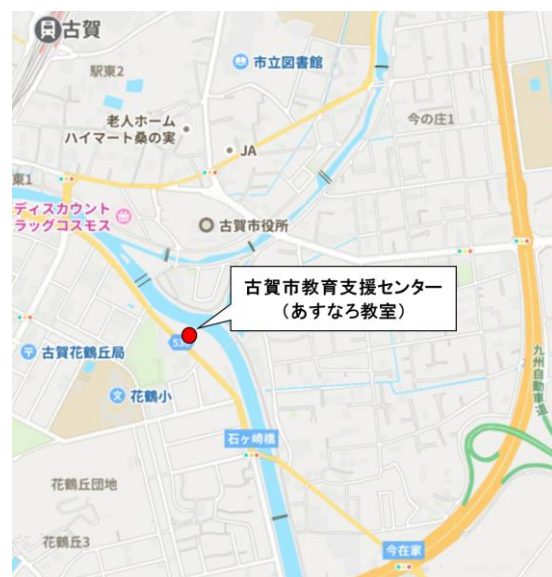 古賀
駅東2
市立図書館
老人ホーム
ハイマート桑の実
JA
今の庄1
東1
ディスカウント
ラッグコスモス
古賀市役所
古賀市教育支援センター
（あすなろ教室）
古賀花鶴丘局
花鶴小
九州自動車道
石ヶ崎橋
花鶴丘団地
花鶴丘3
今在家